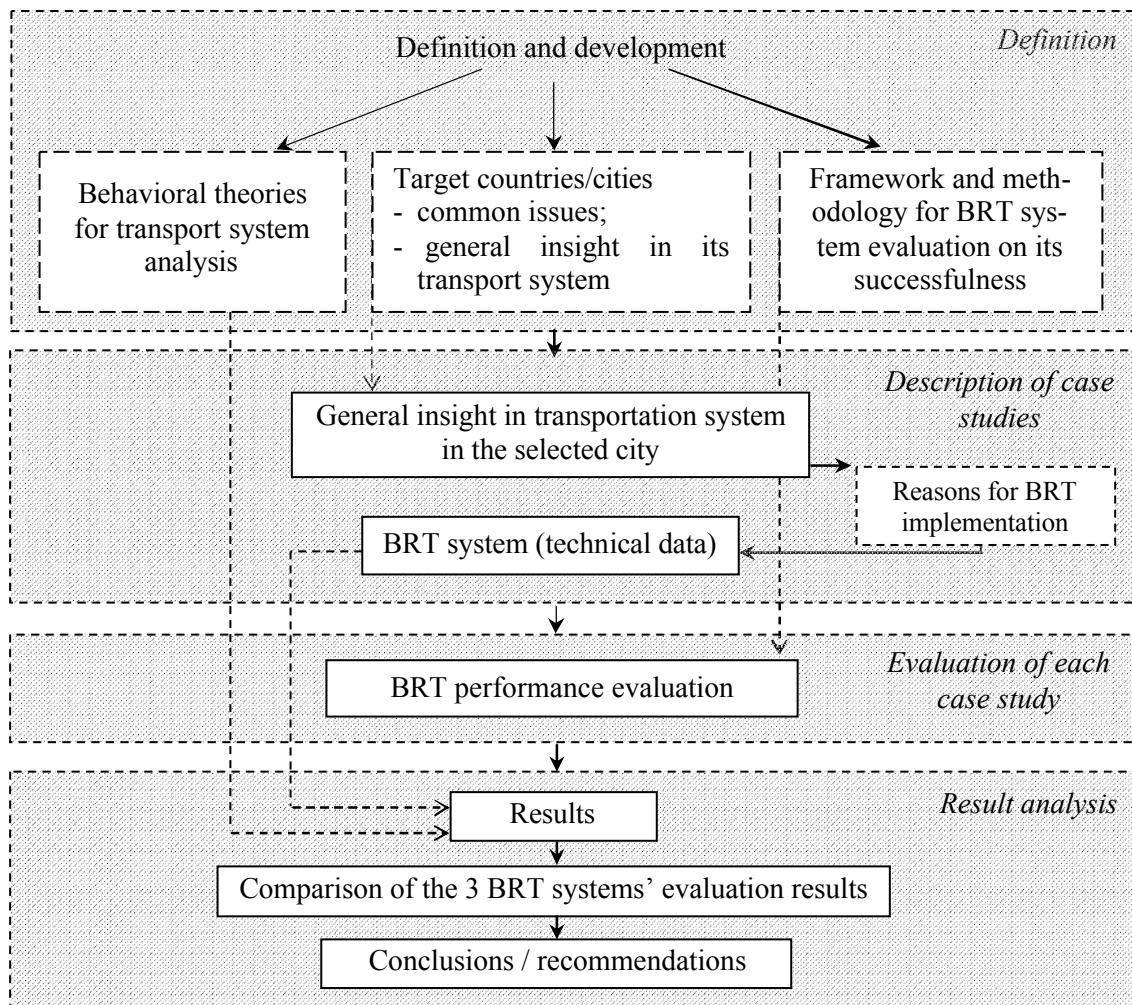 Definition and development
Definition
Behavioral theories
for transport system
analysis
Target countries/cities
- common issues;
- general insight in its
transport system
Framework and meth-
odology for BRT sys-
tem evaluation on its
successfulness
Description of case
studies
General insight in transportation system
in the selected city
Reasons for BRT
implementation
BRT system (technical data)
Evaluation of each
case study
BRT performance evaluation
Result analysis
Results
Comparison of the 3 BRT systems’ evaluation results
Conclusions / recommendations